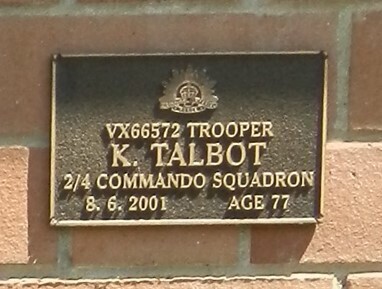 VX66572 TROOPER
K. TALBOT
2/4 COMMANDO SQUADRON
8. 6. 2001 AGE 77